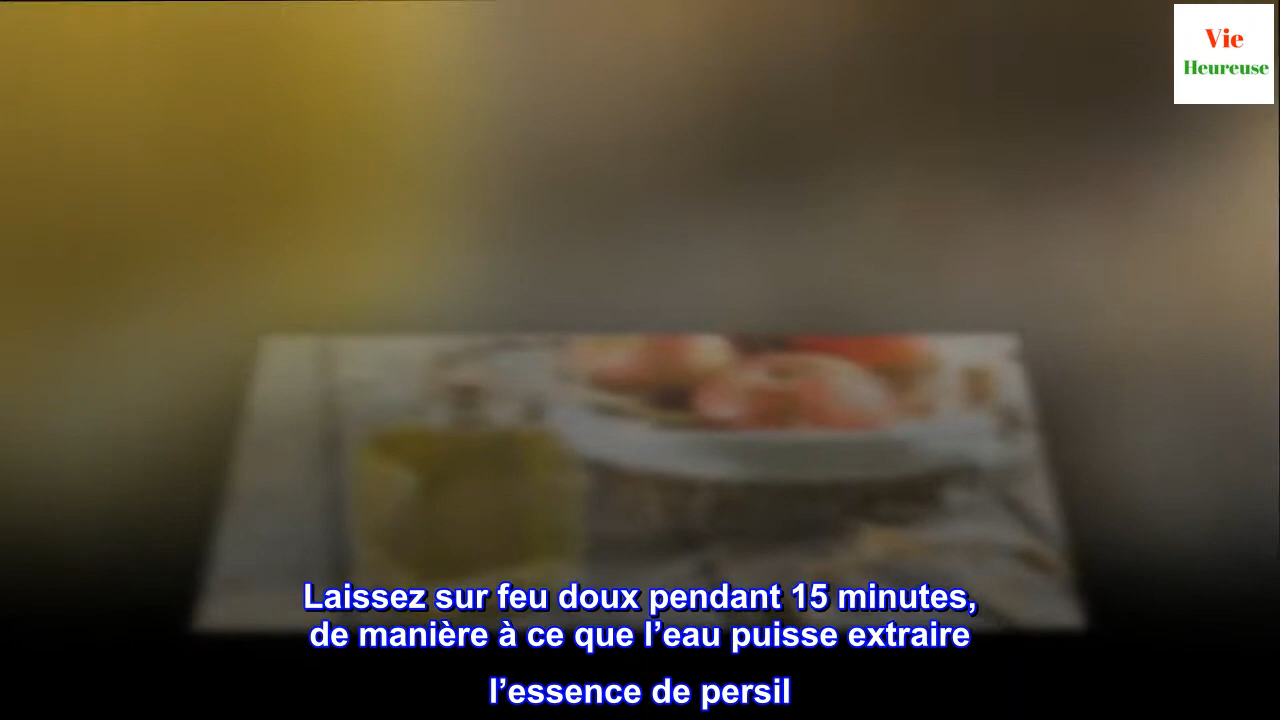 Vie
Heureuse
Laissez sur feu doux pendant 15 minutes,
de manière à ce que l’eau puisse extraire
l’essence de persil